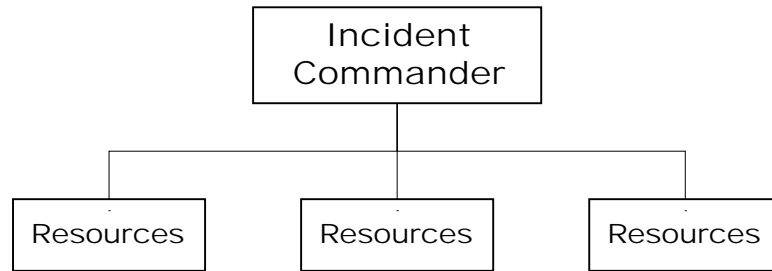 Incident
Commander
Resources
Resources
Resources